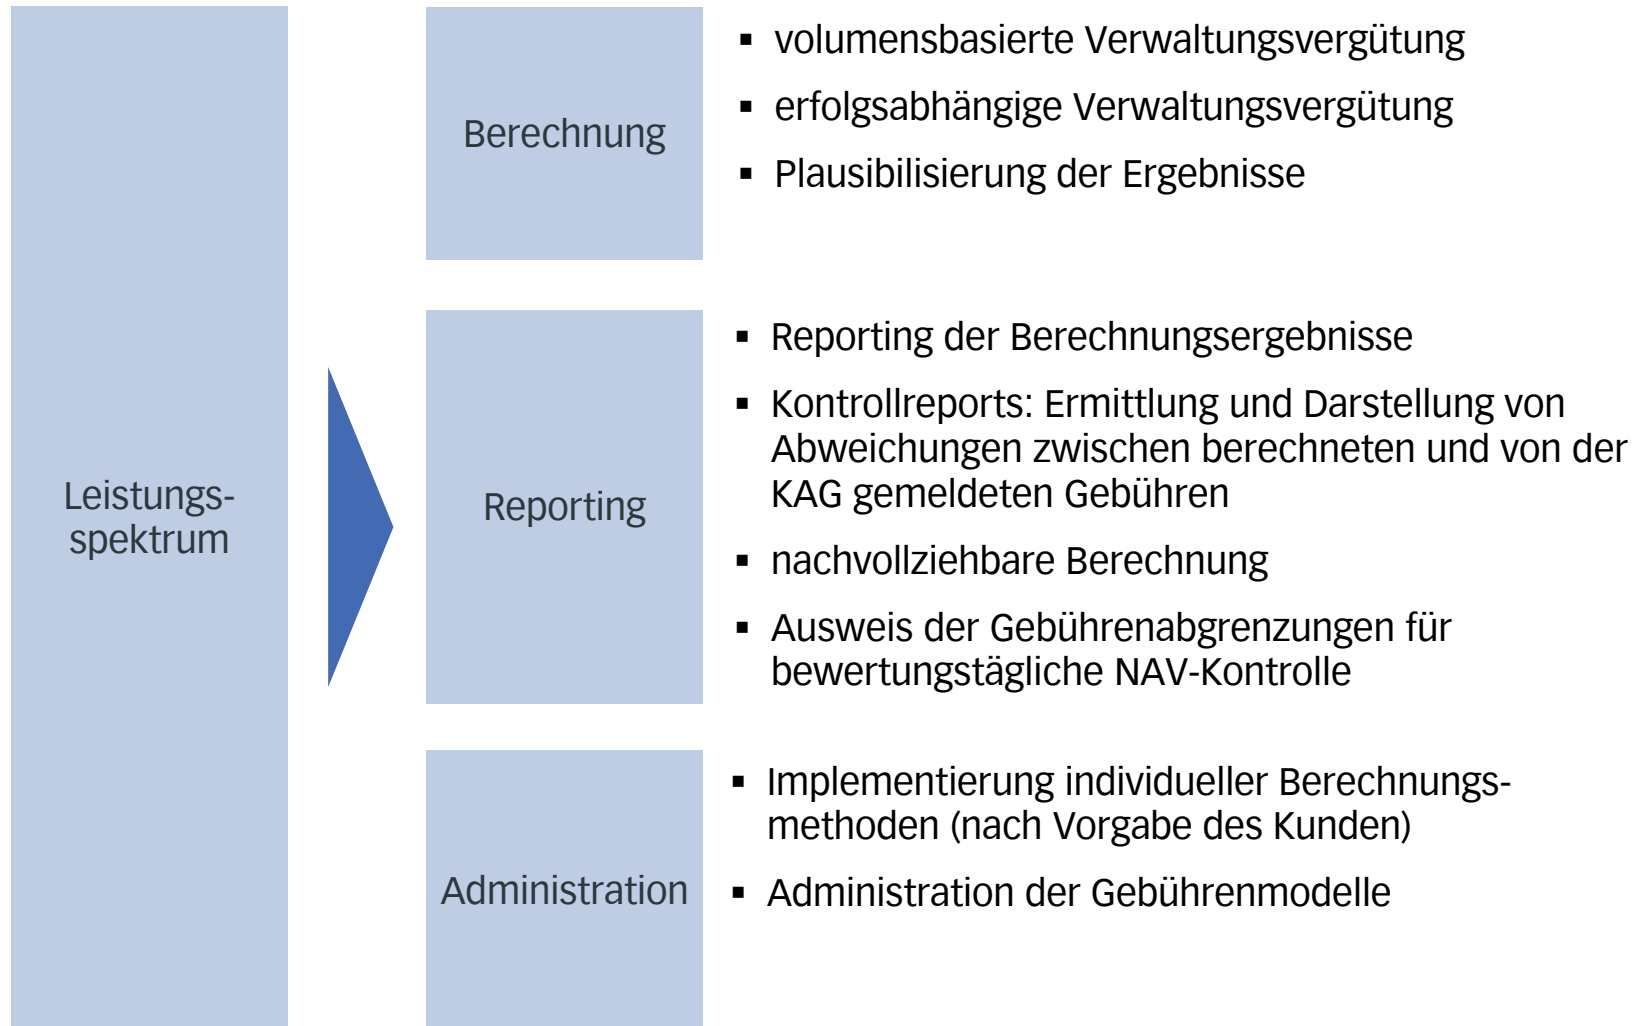 Leistungs-
spektrum
Berechnung
▪ volumensbasierte Verwaltungsvergütung
▪ erfolgsabhängige Verwaltungsvergütung
▪ Plausibilisierung der Ergebnisse
Reporting
▪ Reporting der Berechnungsergebnisse
▪ Kontrollreports: Ermittlung und Darstellung von
Abweichungen zwischen berechneten und von der
KAG gemeldeten Gebühren
▪ nachvollziehbare Berechnung
▪ Ausweis der Gebührenabgrenzungen für
bewertungstägliche NAV-Kontrolle
Administration
▪ Implementierung individueller Berechnungs-
methoden (nach Vorgabe des Kunden)
▪ Administration der Gebührenmodelle